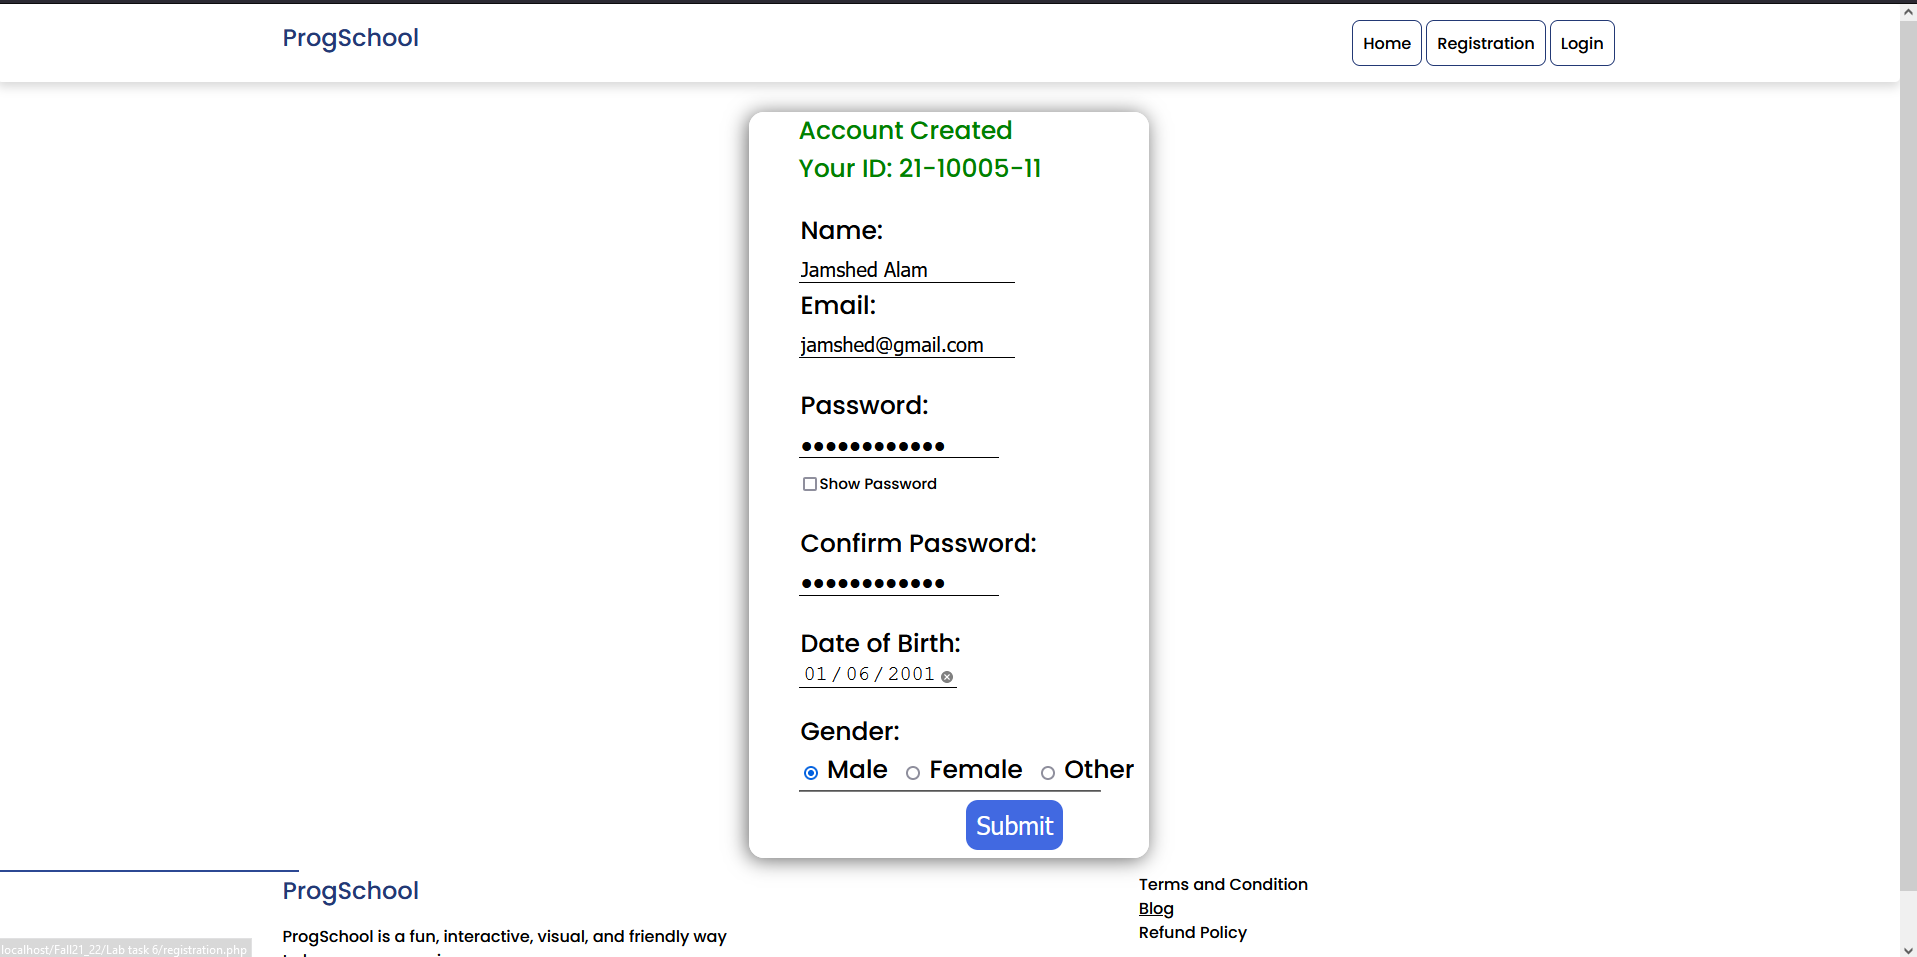 ProgSchool
Home Registration Login
Account Created
Your ID: 21-10005-11
Name:
Jamshed Alam
Email:
jamshed@gmail.com
Password:
●●●●●●●●●●●●
Show Password
Confirm Password:
●●●●●●●●●●●●
Date of Birth:
01 / 06 / 2001
Gender:
Male Female Other
Submit
ProgSchool
ProgSchool is a fun, interactive, visual, and friendly way
Terms and Condition
Blog
Refund Policy
localhost/Fall21_22/Lab task 6/registration.php